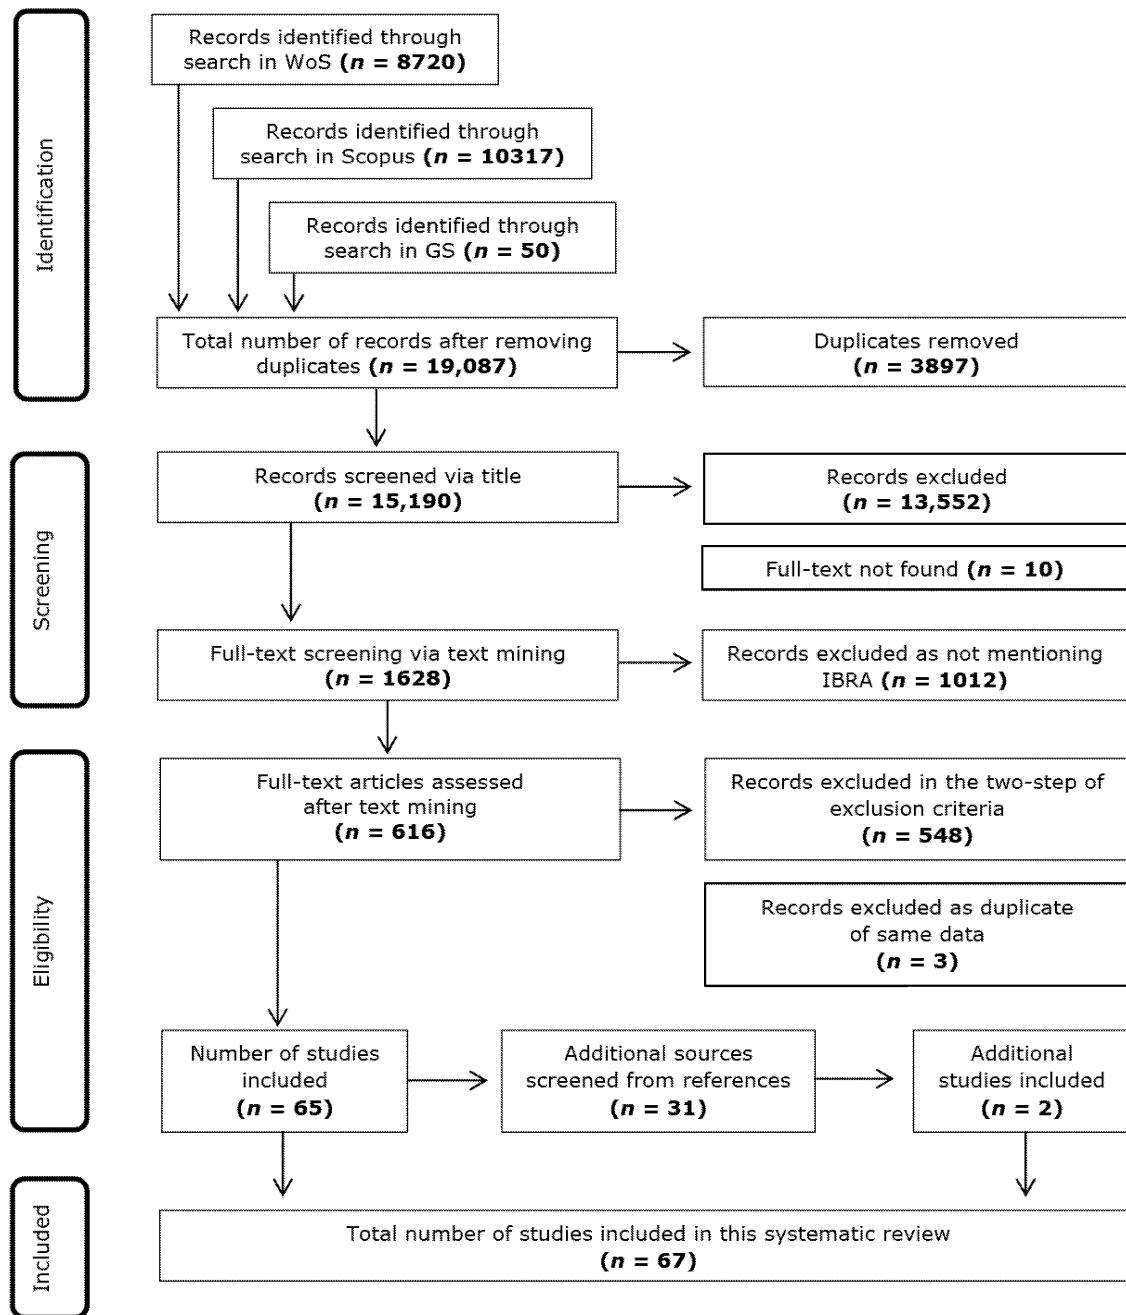 Identification
Records identified through
search in WoS (n = 8720)
Records identified through
search in Scopus (n = 10317)
Records identified through
search in GS (n = 50)
Total number of records after removing
duplicates (n = 19,087)
Duplicates removed
(n = 3897)
Screening
Records screened via title
(n = 15,190)
Records excluded
(n = 13,552)
Full-text not found (n = 10)
Full-text screening via text mining
(n = 1628)
Records excluded as not mentioning
IBRA (n = 1012)
Eligibility
Full-text articles assessed
after text mining
(n = 616)
Records excluded in the two-step of
exclusion criteria
(n = 548)
Records excluded as duplicate
of same data
(n = 3)
Number of studies
included
(n = 65)
Additional sources
screened from references
(n = 31)
Additional
studies included
(n = 2)
Included
Total number of studies included in this systematic review
(n = 67)